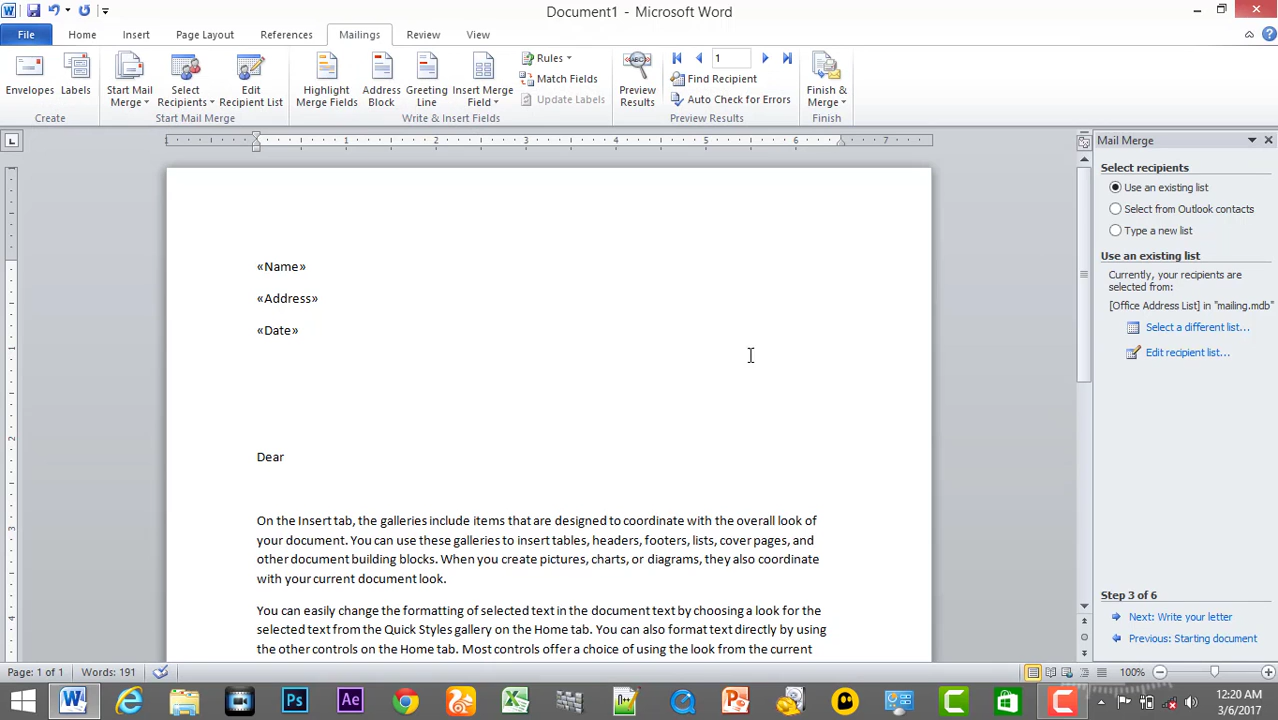 Document1 - Microsoft Word
File Home Insert Page Layout References Mailings Review View
Envelopes Labels
Create
Start Mail Merge
Select Recipients
Edit Recipient List
Start Mail Merge
Highlight Merge Fields
Address Block
Greeting Line
Insert Merge Field
Rules
Match Fields
Update Labels
Write & Insert Fields
Preview Results
1
Find Recipient
Auto Check for Errors
Preview Results
Finish & Merge
Finish
1 1 2 3 4 5 6 7
Mail Merge
Select recipients
Use an existing list
Select from Outlook contacts
Type a new list
Use an existing list
Currently, your recipients are
selected from:
[Office Address List] in "mailing.mdb"
Select a different list...
Edit recipient list...
Step 3 of 6
Next: Write your letter
Previous: Starting document
«Name»
«Address»
«Date»
Dear
On the Insert tab, the galleries include items that are designed to coordinate with the overall look of
your document. You can use these galleries to insert tables, headers, footers, lists, cover pages, and
other document building blocks. When you create pictures, charts, or diagrams, they also coordinate
with your current document look.
You can easily change the formatting of selected text in the document text by choosing a look for the
selected text from the Quick Styles gallery on the Home tab. You can also format text directly by using
the other controls on the Home tab. Most controls offer a choice of using the look from the current
Page: 1 of 1 Words: 191
100%
12:20 AM
3/6/2017